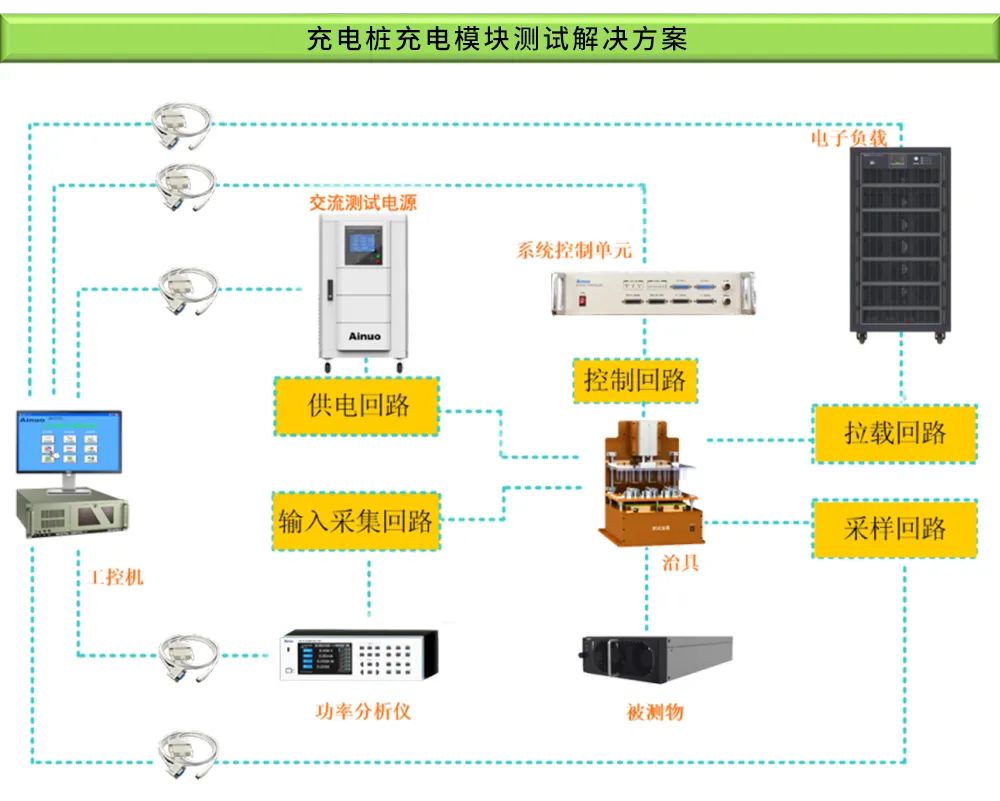 充电桩充电模块测试解决方案
电子负载
交流测试电源
系统控制单元
Ainuo
Ainuo
供电回路
控制回路
拉载回路
Ainuo
输入采集回路
采样回路
治具
工控机
功率分析仪
被测物